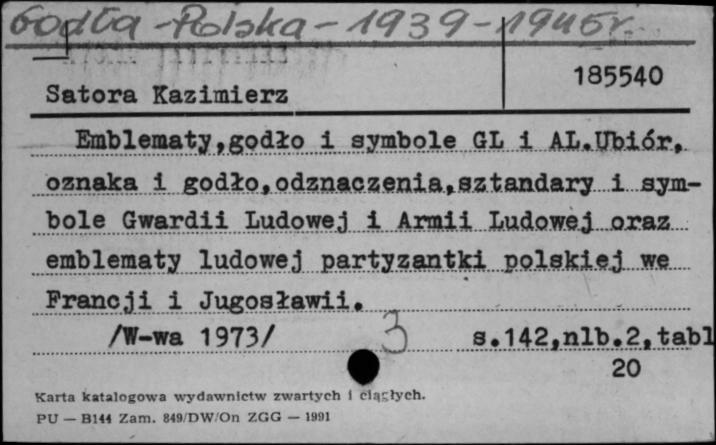 Godła - Polska - 1939 - 1945 r.
185540
Satora Kazimierz
Emblematy,godło i symbole GL i AL.Ubiór,
oznaka i godło,odznaczenia,sztandary i sym-
bole Gwardii Ludowej i Armii Ludowej oraz
emblematy ludowej partyzantki polskiej we
Francji i Jugosławii.
/W-wa 1973/ 3 s.142,nlb.2,tabl
20
Karta katalogowa wydawnictw zwartych i ciągłych.
PU — B144 Zam. 849/DW/On ZGG — 1991